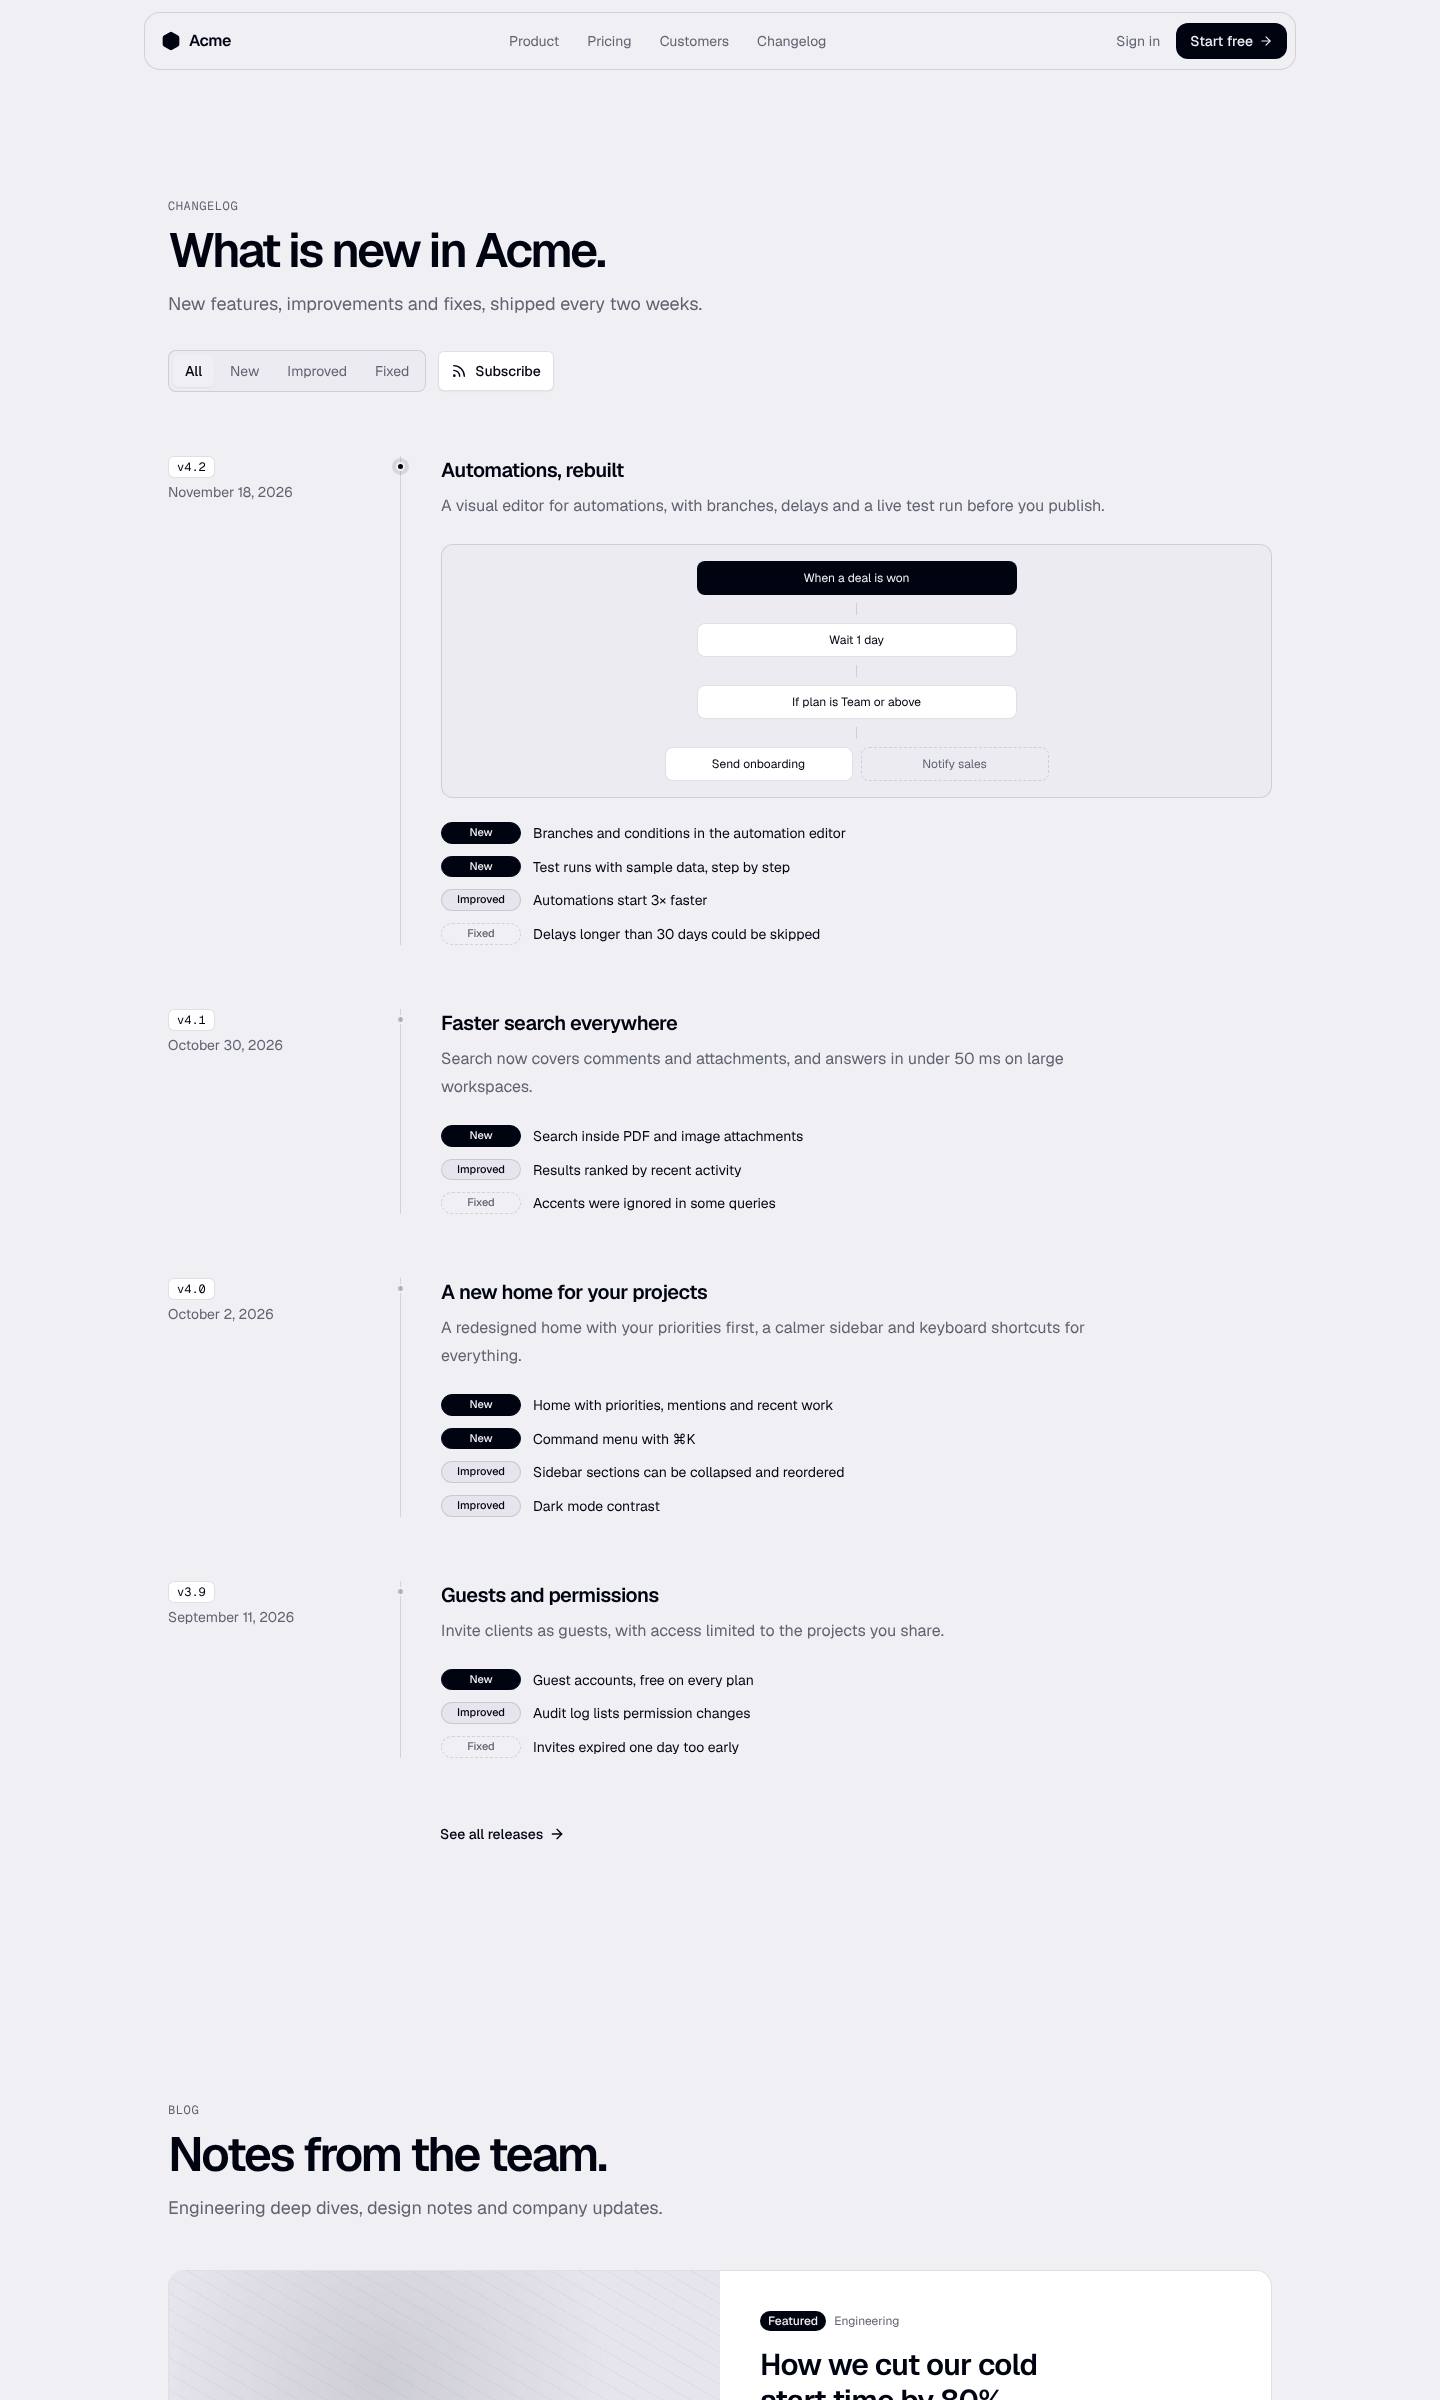 Acme
Product Pricing Customers Changelog
Sign in
Start free →
CHANGELOG
What is new in Acme.
New features, improvements and fixes, shipped every two weeks.
All New Improved Fixed
Subscribe
v4.2
November 18, 2026
Automations, rebuilt
A visual editor for automations, with branches, delays and a live test run before you publish.
When a deal is won
Wait 1 day
If plan is Team or above
Send onboarding
Notify sales
New Branches and conditions in the automation editor
New Test runs with sample data, step by step
Improved Automations start 3× faster
Fixed Delays longer than 30 days could be skipped
v4.1
October 30, 2026
Faster search everywhere
Search now covers comments and attachments, and answers in under 50 ms on large
workspaces.
New Search inside PDF and image attachments
Improved Results ranked by recent activity
Fixed Accents were ignored in some queries
v4.0
October 2, 2026
A new home for your projects
A redesigned home with your priorities first, a calmer sidebar and keyboard shortcuts for
everything.
New Home with priorities, mentions and recent work
New Command menu with ⌘K
Improved Sidebar sections can be collapsed and reordered
Improved Dark mode contrast
v3.9
September 11, 2026
Guests and permissions
Invite clients as guests, with access limited to the projects you share.
New Guest accounts, free on every plan
Improved Audit log lists permission changes
Fixed Invites expired one day too early
See all releases →
BLOG
Notes from the team.
Engineering deep dives, design notes and company updates.
Featured Engineering
How we cut our cold
start time by 80%